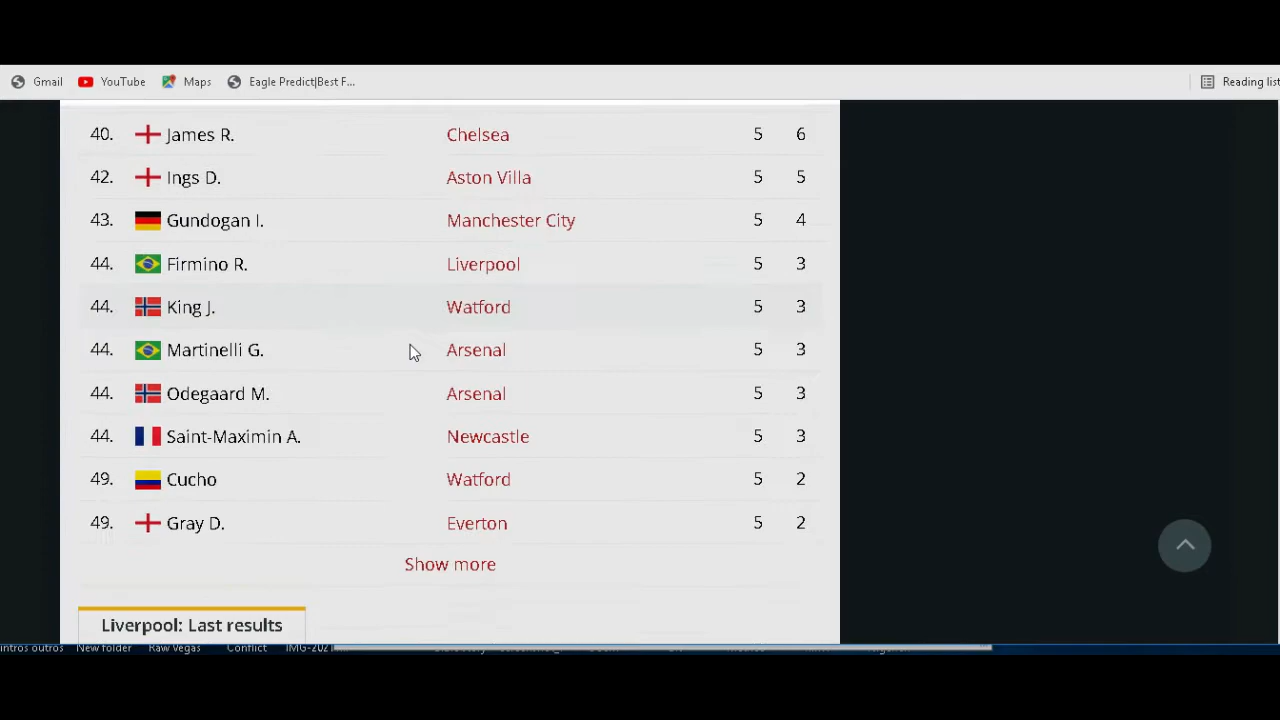 Gmail YouTube Maps Eagle Predict|Best F... Reading list
40. James R. Chelsea 5 6
42. Ings D. Aston Villa 5 5
43. Gundogan I. Manchester City 5 4
44. Firmino R. Liverpool 5 3
44. King J. Watford 5 3
44. Martinelli G. Arsenal 5 3
44. Odegaard M. Arsenal 5 3
44. Saint-Maximin A. Newcastle 5 3
49. Cucho Watford 5 2
49. Gray D. Everton 5 2
Show more
Liverpool: Last results
intros outros New folder Raw Vegas Conflict